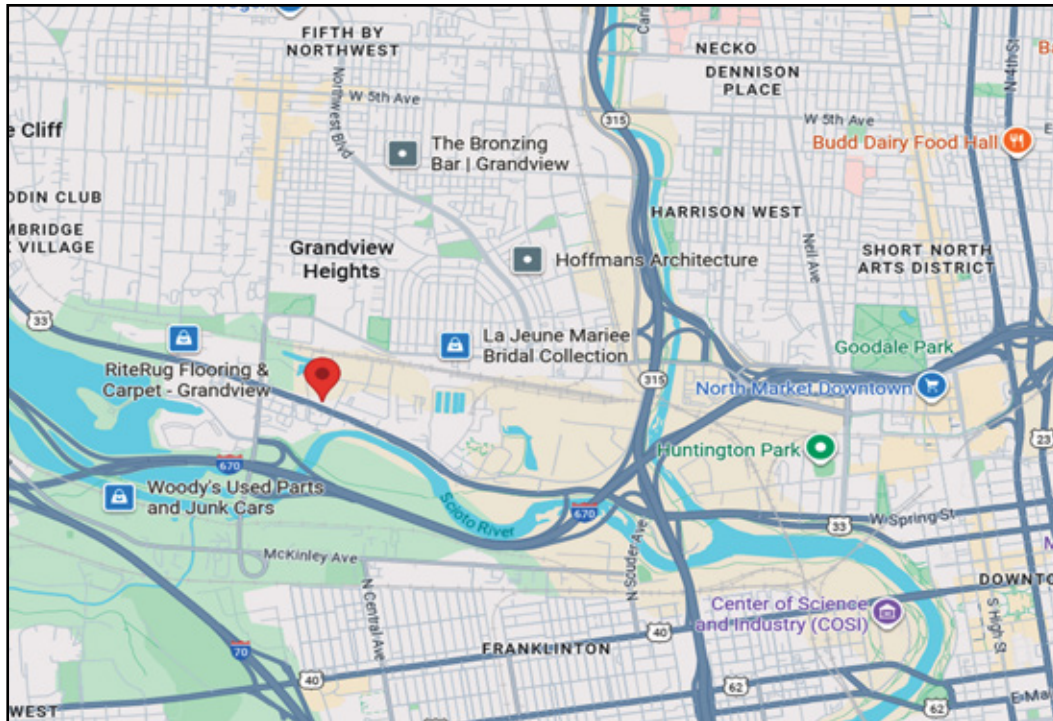 FIFTH BY
NORTHWEST
NECKO
DENNISON
PLACE
N 4th St
W 5th Ave
315
W 5th Ave
e Cliff
Northwest Blvd
The Bronzing
Bar | Grandview
Budd Dairy Food Hall
ODIN CLUB
MBRIDGE
VILLAGE
HARRISON WEST
Neil Ave
Grandview
Heights
Hoffmans Architecture
SHORT NORTH
ARTS DISTRICT
33
La Jeune Mariee
Bridal Collection
Goodale Park
RiteRug Flooring &
Carpet - Grandview
315
North Market Downtown
23
Huntington Park
670
Woody's Used Parts
and Junk Cars
Scioto River
670
33
W Spring St
McKinley Ave
N Souder Ave
N Central Ave
DOWNTO
Center of Science
and Industry (COSI)
S High St
40
70
FRANKLINTON
40
62
62
WEST
E Ma